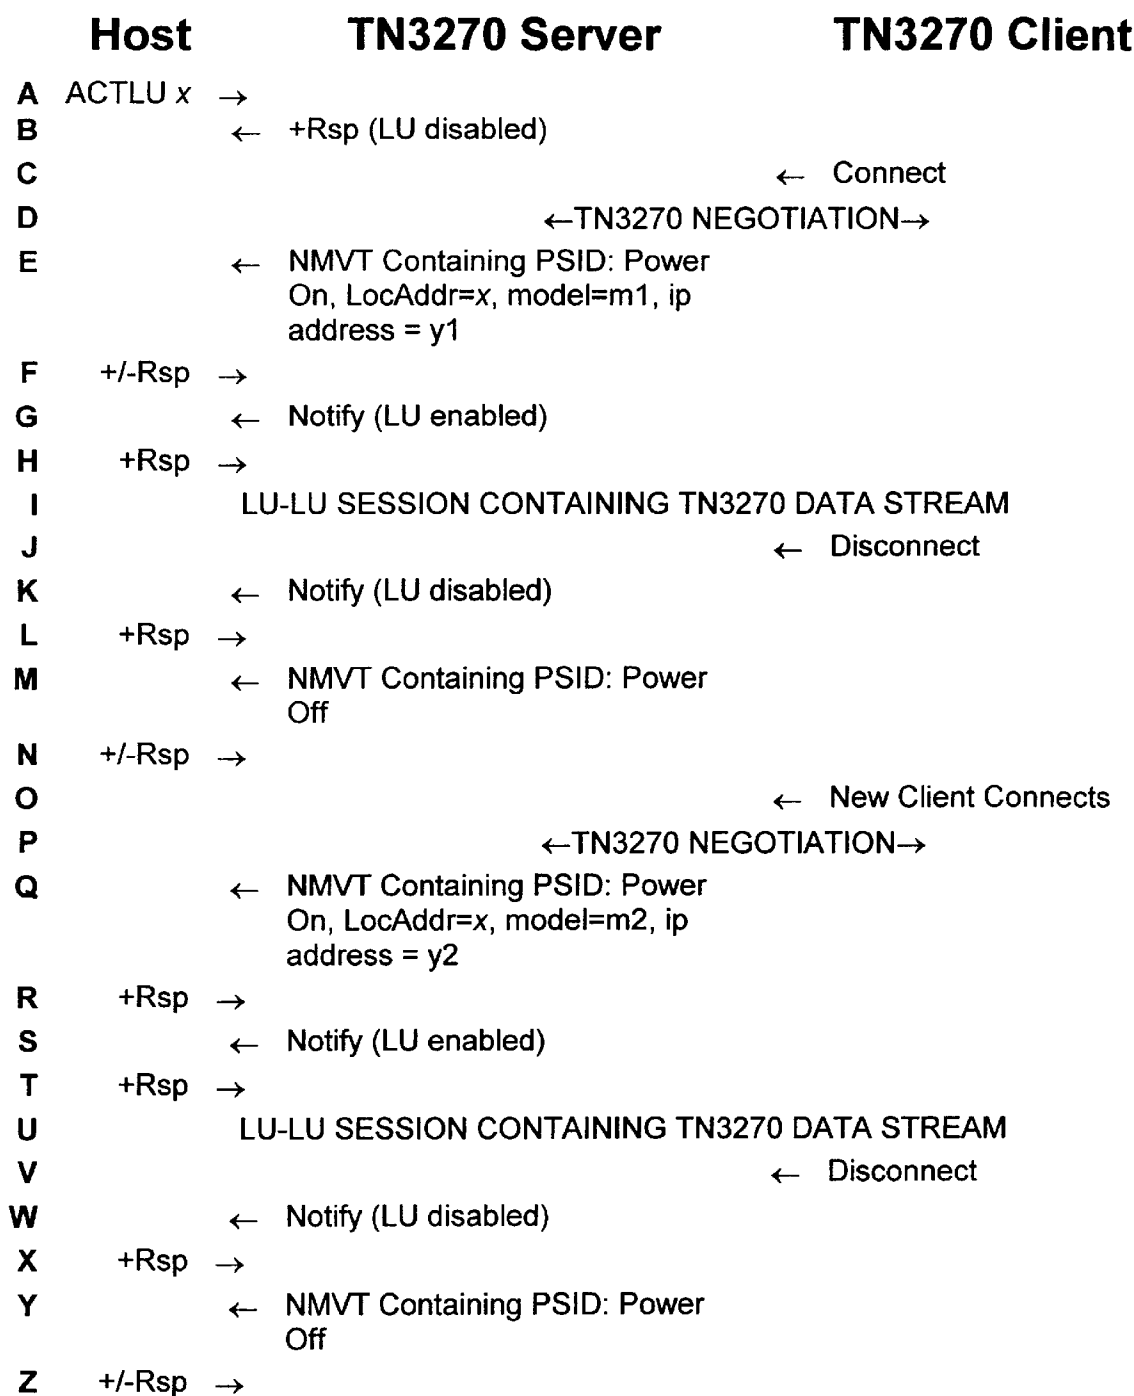 Host TN3270 Server TN3270 Client
A ACTLU x →
B ← +Rsp (LU disabled)
C ← Connect
D ←TN3270 NEGOTIATION→
E ← NMVT Containing PSID: Power
On, LocAddr=x, model=m1, ip
address = y1
F +/-Rsp →
G ← Notify (LU enabled)
H +Rsp →
I LU-LU SESSION CONTAINING TN3270 DATA STREAM
J ← Disconnect
K ← Notify (LU disabled)
L +Rsp →
M ← NMVT Containing PSID: Power
Off
N +/-Rsp →
O ← New Client Connects
P ←TN3270 NEGOTIATION→
Q ← NMVT Containing PSID: Power
On, LocAddr=x, model=m2, ip
address = y2
R +Rsp →
S ← Notify (LU enabled)
T +Rsp →
U LU-LU SESSION CONTAINING TN3270 DATA STREAM
V ← Disconnect
W ← Notify (LU disabled)
X +Rsp →
Y ← NMVT Containing PSID: Power
Off
Z +/-Rsp →